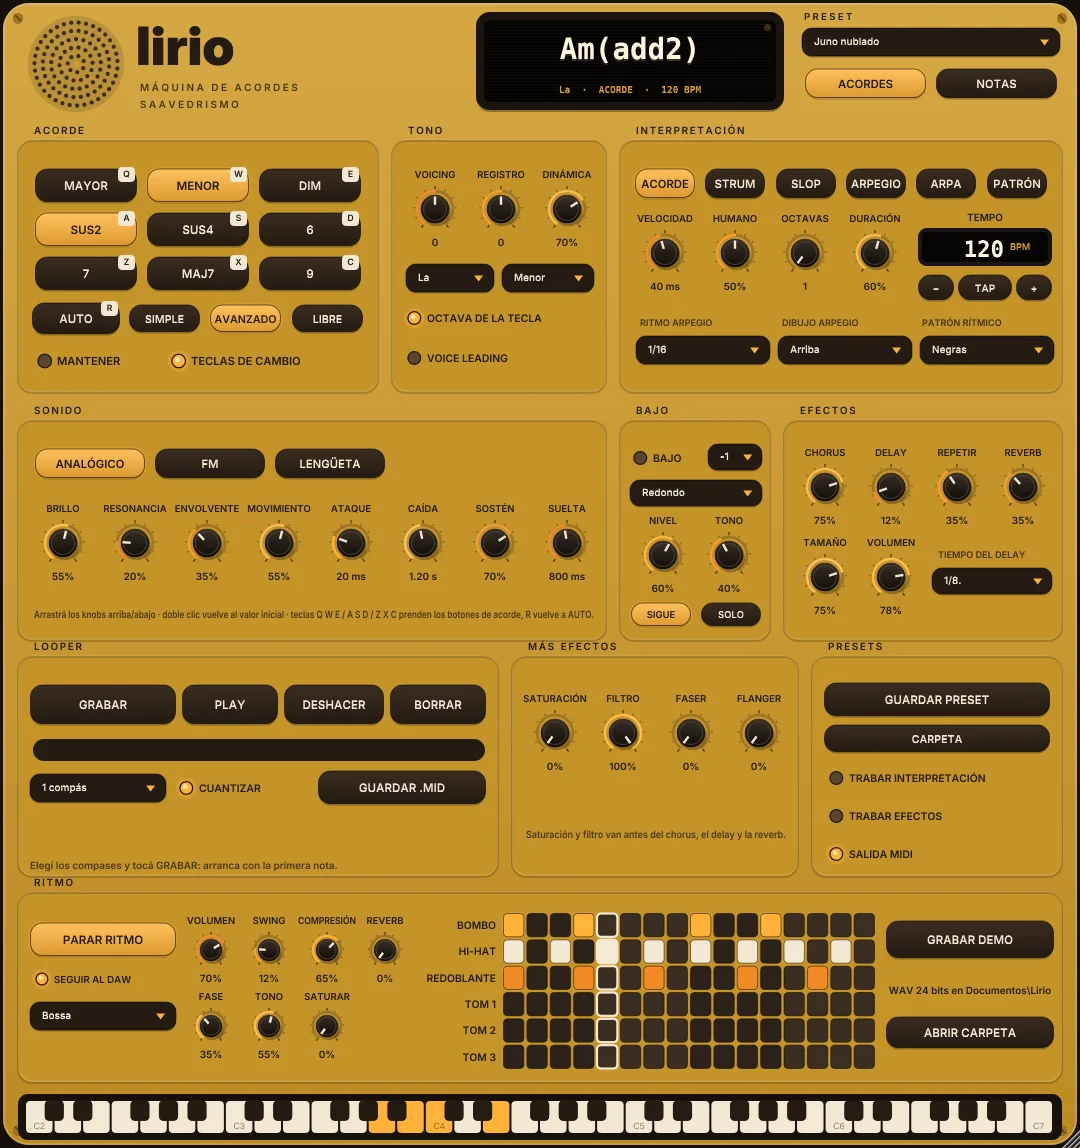 lirio
MÁQUINA DE ACORDES
SAAVEDRISMO
Am(add2)
La · ACORDE · 120 BPM
PRESET
Juno nublado
ACORDES NOTAS
ACORDE
MAYOR Q MENOR W DIM E
SUS2 A SUS4 S 6 D
7 Z MAJ7 X 9 C
AUTO R SIMPLE AVANZADO LIBRE
MANTENER TECLAS DE CAMBIO
TONO
VOICING REGISTRO DINÁMICA
0 0 70%
La Menor
OCTAVA DE LA TECLA
VOICE LEADING
INTERPRETACIÓN
ACORDE STRUM SLOP ARPEGIO ARPA PATRÓN
VELOCIDAD HUMANO OCTAVAS DURACIÓN TEMPO
120 BPM
40 ms 50% 1 60%
- TAP +
RITMO ARPEGIO DIBUJO ARPEGIO PATRÓN RÍTMICO
1/16 Arriba Negras
SONIDO
ANALÓGICO FM LENGÜETA
BRILLO RESONANCIA ENVOLVENTE MOVIMIENTO ATAQUE CAÍDA SOSTÉN SUELTA
55% 20% 35% 55% 20 ms 1.20 s 70% 800 ms
Arrastrá los knobs arriba/abajo · doble clic vuelve al valor inicial · teclas Q W E / A S D / Z X C prenden los botones de acorde, R vuelve a AUTO.
BAJO
BAJO -1
Redondo
NIVEL TONO
60% 40%
SIGUE SOLO
EFECTOS
CHORUS DELAY REPETIR REVERB
75% 12% 35% 35%
TAMAÑO VOLUMEN TIEMPO DEL DELAY
1/8.
75% 78%
LOOPER
GRABAR PLAY DESHACER BORRAR
1 compás CUANTIZAR GUARDAR .MID
Elegí los compases y tocá GRABAR: arranca con la primera nota.
MÁS EFECTOS
SATURACIÓN FILTRO FASER FLANGER
0% 100% 0% 0%
Saturación y filtro van antes del chorus, el delay y la reverb.
PRESETS
GUARDAR PRESET
CARPETA
TRABAR INTERPRETACIÓN
TRABAR EFECTOS
SALIDA MIDI
RITMO
PARAR RITMO
SEGUIR AL DAW
Bossa
VOLUMEN SWING COMPRESIÓN REVERB
70% 12% 65% 0%
FASE TONO SATURAR
35% 55% 0%
BOMBO
HI-HAT
REDOBLANTE
TOM 1
TOM 2
TOM 3
GRABAR DEMO
WAV 24 bits en Documentos\Lirio
ABRIR CARPETA
C2 C3 C4 C5 C6 C7